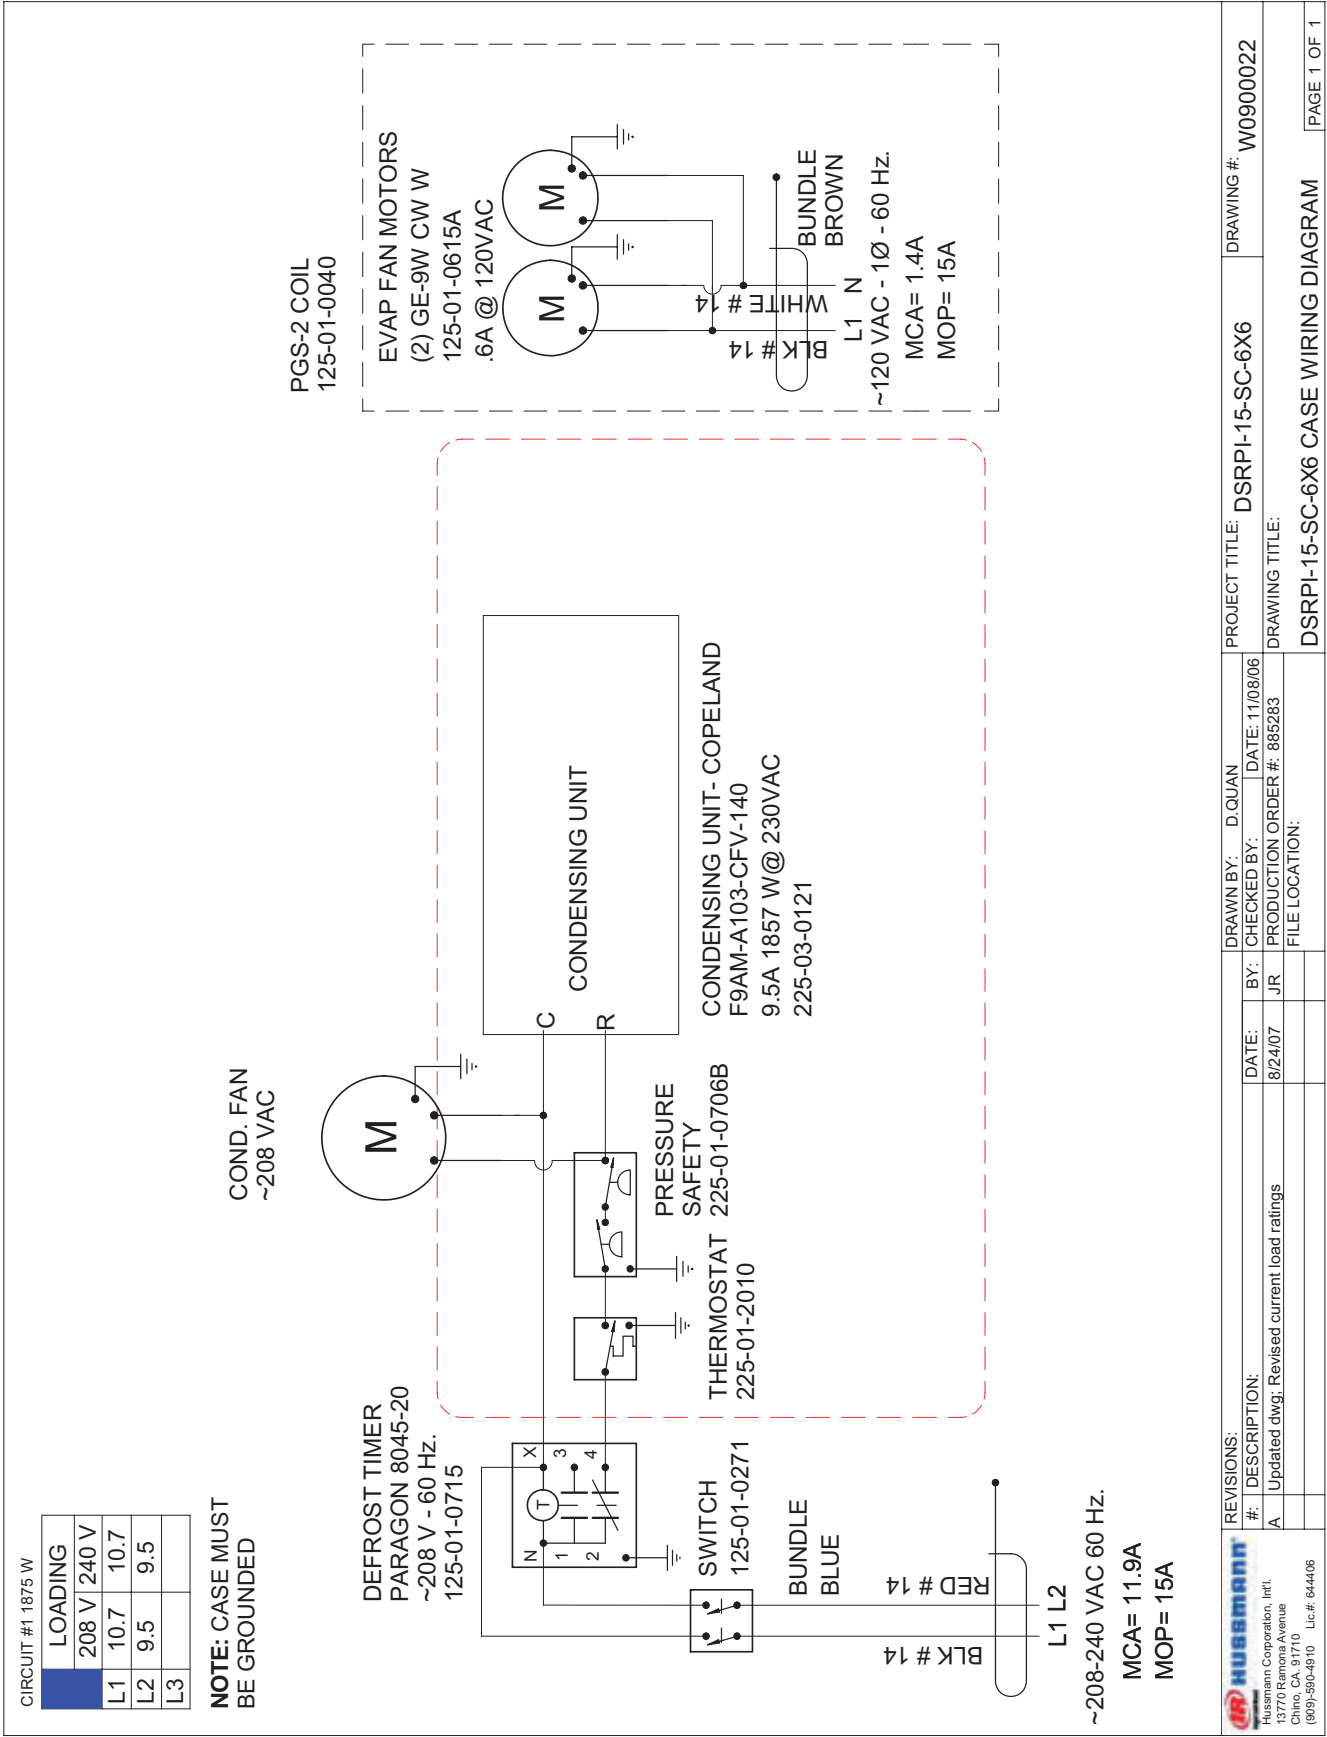 CIRCUIT #1 1875 W
LOADING
208 V 240 V
L1 10.7 10.7
L2 9.5 9.5
L3
NOTE: CASE MUST
BE GROUNDED
COND. FAN
~208 VAC
M
DEFROST TIMER
PARAGON 8045-20
~208 V - 60 Hz.
125-01-0715
N
T
X
1
3
2
4
SWITCH
125-01-0271
BUNDLE
BLUE
BLK # 14
RED # 14
L1 L2
~208-240 VAC 60 Hz.
MCA= 11.9A
MOP= 15A
THERMOSTAT
225-01-2010
PRESSURE
SAFETY
225-01-0706B
C
R
CONDENSING UNIT
CONDENSING UNIT- COPELAND
F9AM-A103-CFV-140
9.5A 1857 W@ 230VAC
225-03-0121
PGS-2 COIL
125-01-0040
EVAP FAN MOTORS
(2) GE-9W CW W
125-01-0615A
.6A @ 120VAC
M
M
BLK # 14
WHITE # 14
BUNDLE
BROWN
L1 N
~120 VAC - 1Ø - 60 Hz.
MCA= 1.4A
MOP= 15A
IR HUSSMANN
Hussmann Corporation, Int'l.
13770 Ramona Avenue
Chino, CA. 91710
(909)-590-4910 Lic.#: 644406
REVISIONS:
#: DESCRIPTION: DATE: BY:
A Updated dwg; Revised current load ratings 8/24/07 JR
DRAWN BY: D.QUAN
CHECKED BY: DATE: 11/08/06
PRODUCTION ORDER #: 885283
FILE LOCATION:
PROJECT TITLE: DSRPI-15-SC-6X6
DRAWING #: W0900022
DRAWING TITLE:
DSRPI-15-SC-6X6 CASE WIRING DIAGRAM
PAGE 1 OF 1